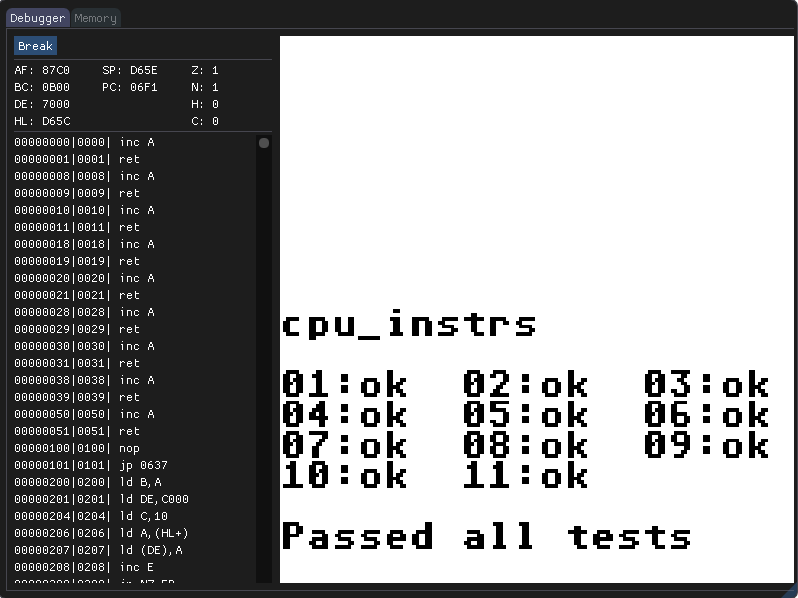 Debugger Memory
Break
AF: 87C0 SP: D65E Z: 1
BC: 0B00 PC: 06F1 N: 1
DE: 7000 H: 0
HL: D65C C: 0
00000000|0000| inc A
00000001|0001| ret
00000008|0008| inc A
00000009|0009| ret
00000010|0010| inc A
00000011|0011| ret
00000018|0018| inc A
00000019|0019| ret
00000020|0020| inc A
00000021|0021| ret
00000028|0028| inc A
00000029|0029| ret
00000030|0030| inc A
00000031|0031| ret
00000038|0038| inc A
00000039|0039| ret
00000050|0050| inc A
00000051|0051| ret
00000100|0100| nop
00000101|0101| jp 0637
00000200|0200| ld B,A
00000201|0201| ld DE,C000
00000204|0204| ld C,10
00000206|0206| ld A,(HL+)
00000207|0207| ld (DE),A
00000208|0208| inc E
cpu_instrs
01:ok 02:ok 03:ok
04:ok 05:ok 06:ok
07:ok 08:ok 09:ok
10:ok 11:ok
Passed all tests